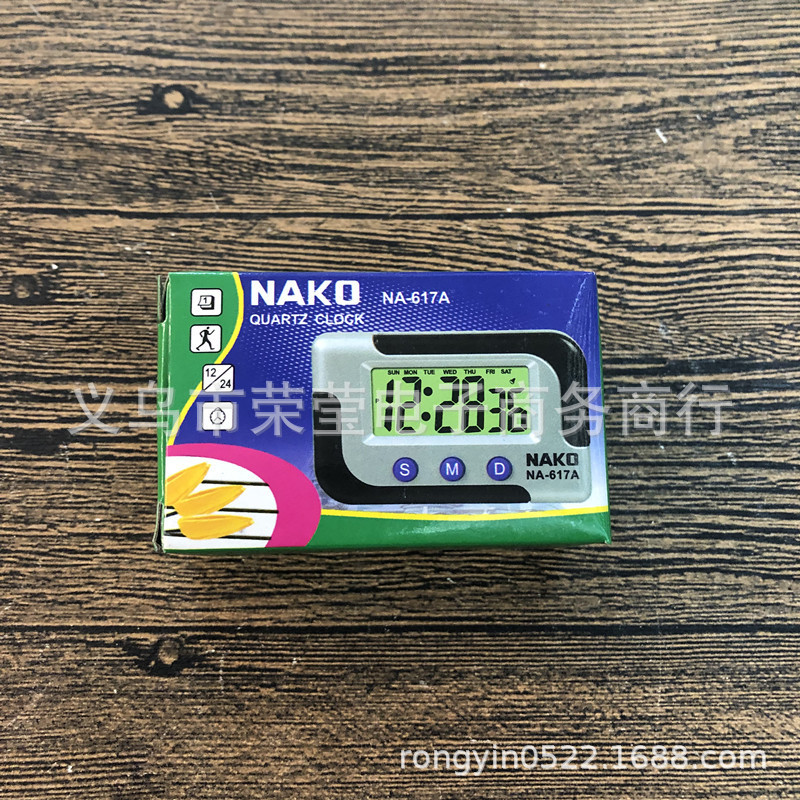 NAKO NA-617A
QUARTZ CLOCK
1
12
24
SUN MON TUE WED THU FRI SAT
12:28 36
S M D
NAKO
NA-617A
义乌市荣莹电子商务商行
rongyin0522.1688.com